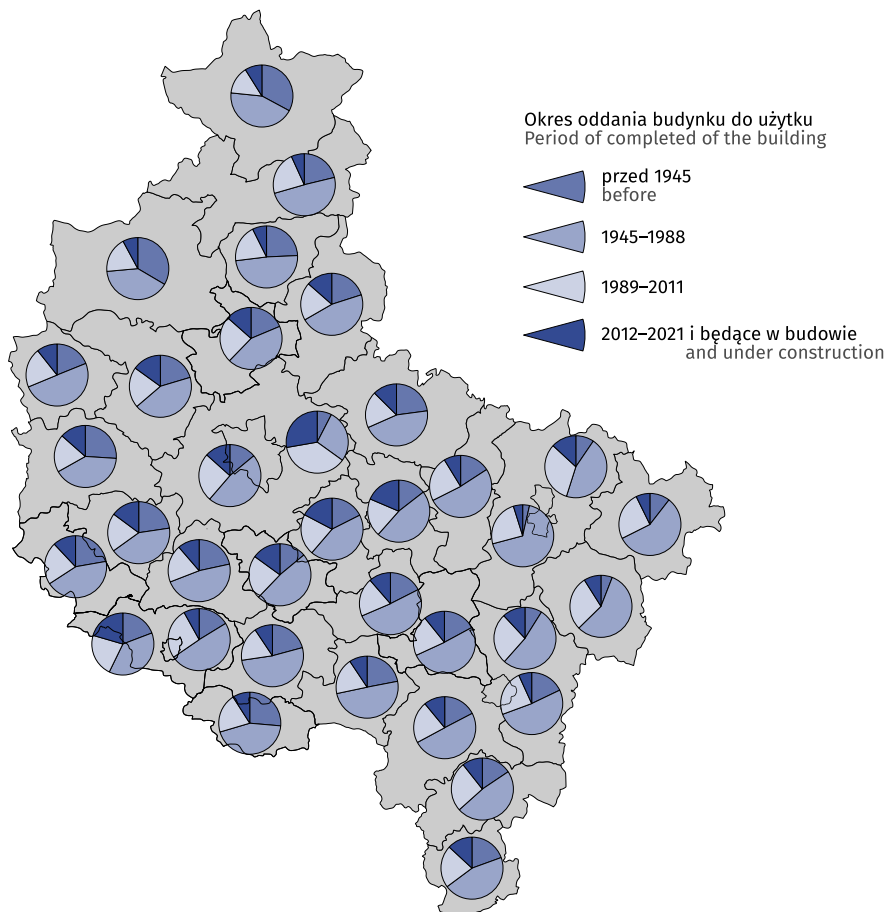 Okres oddania budynku do użytku
Period of completed of the building
przed 1945
before
1945–1988
1989–2011
2012–2021 i będące w budowie
and under construction